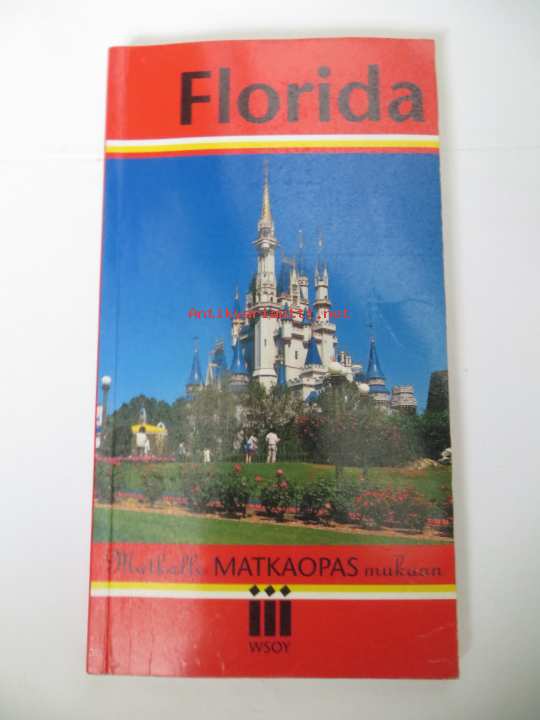 Florida
Antikvariaatti.net
Matkalle MATKAOPAS mukaan
WSOY